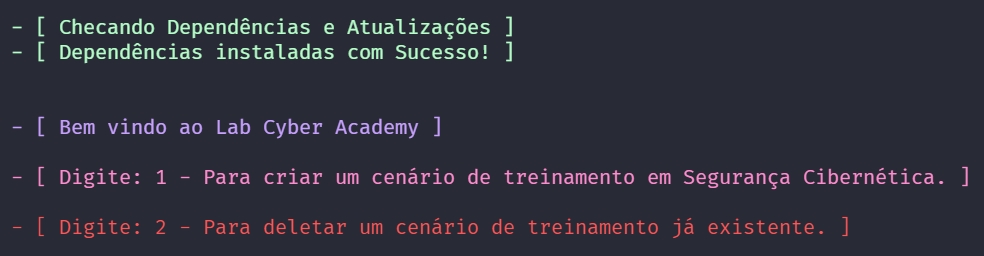 - [ Checando Dependências e Atualizações ]
- [ Dependências instaladas com Sucesso! ]
- [ Bem vindo ao Lab Cyber Academy ]
- [ Digite: 1 - Para criar um cenário de treinamento em Segurança Cibernética. ]
- [ Digite: 2 - Para deletar um cenário de treinamento já existente. ]